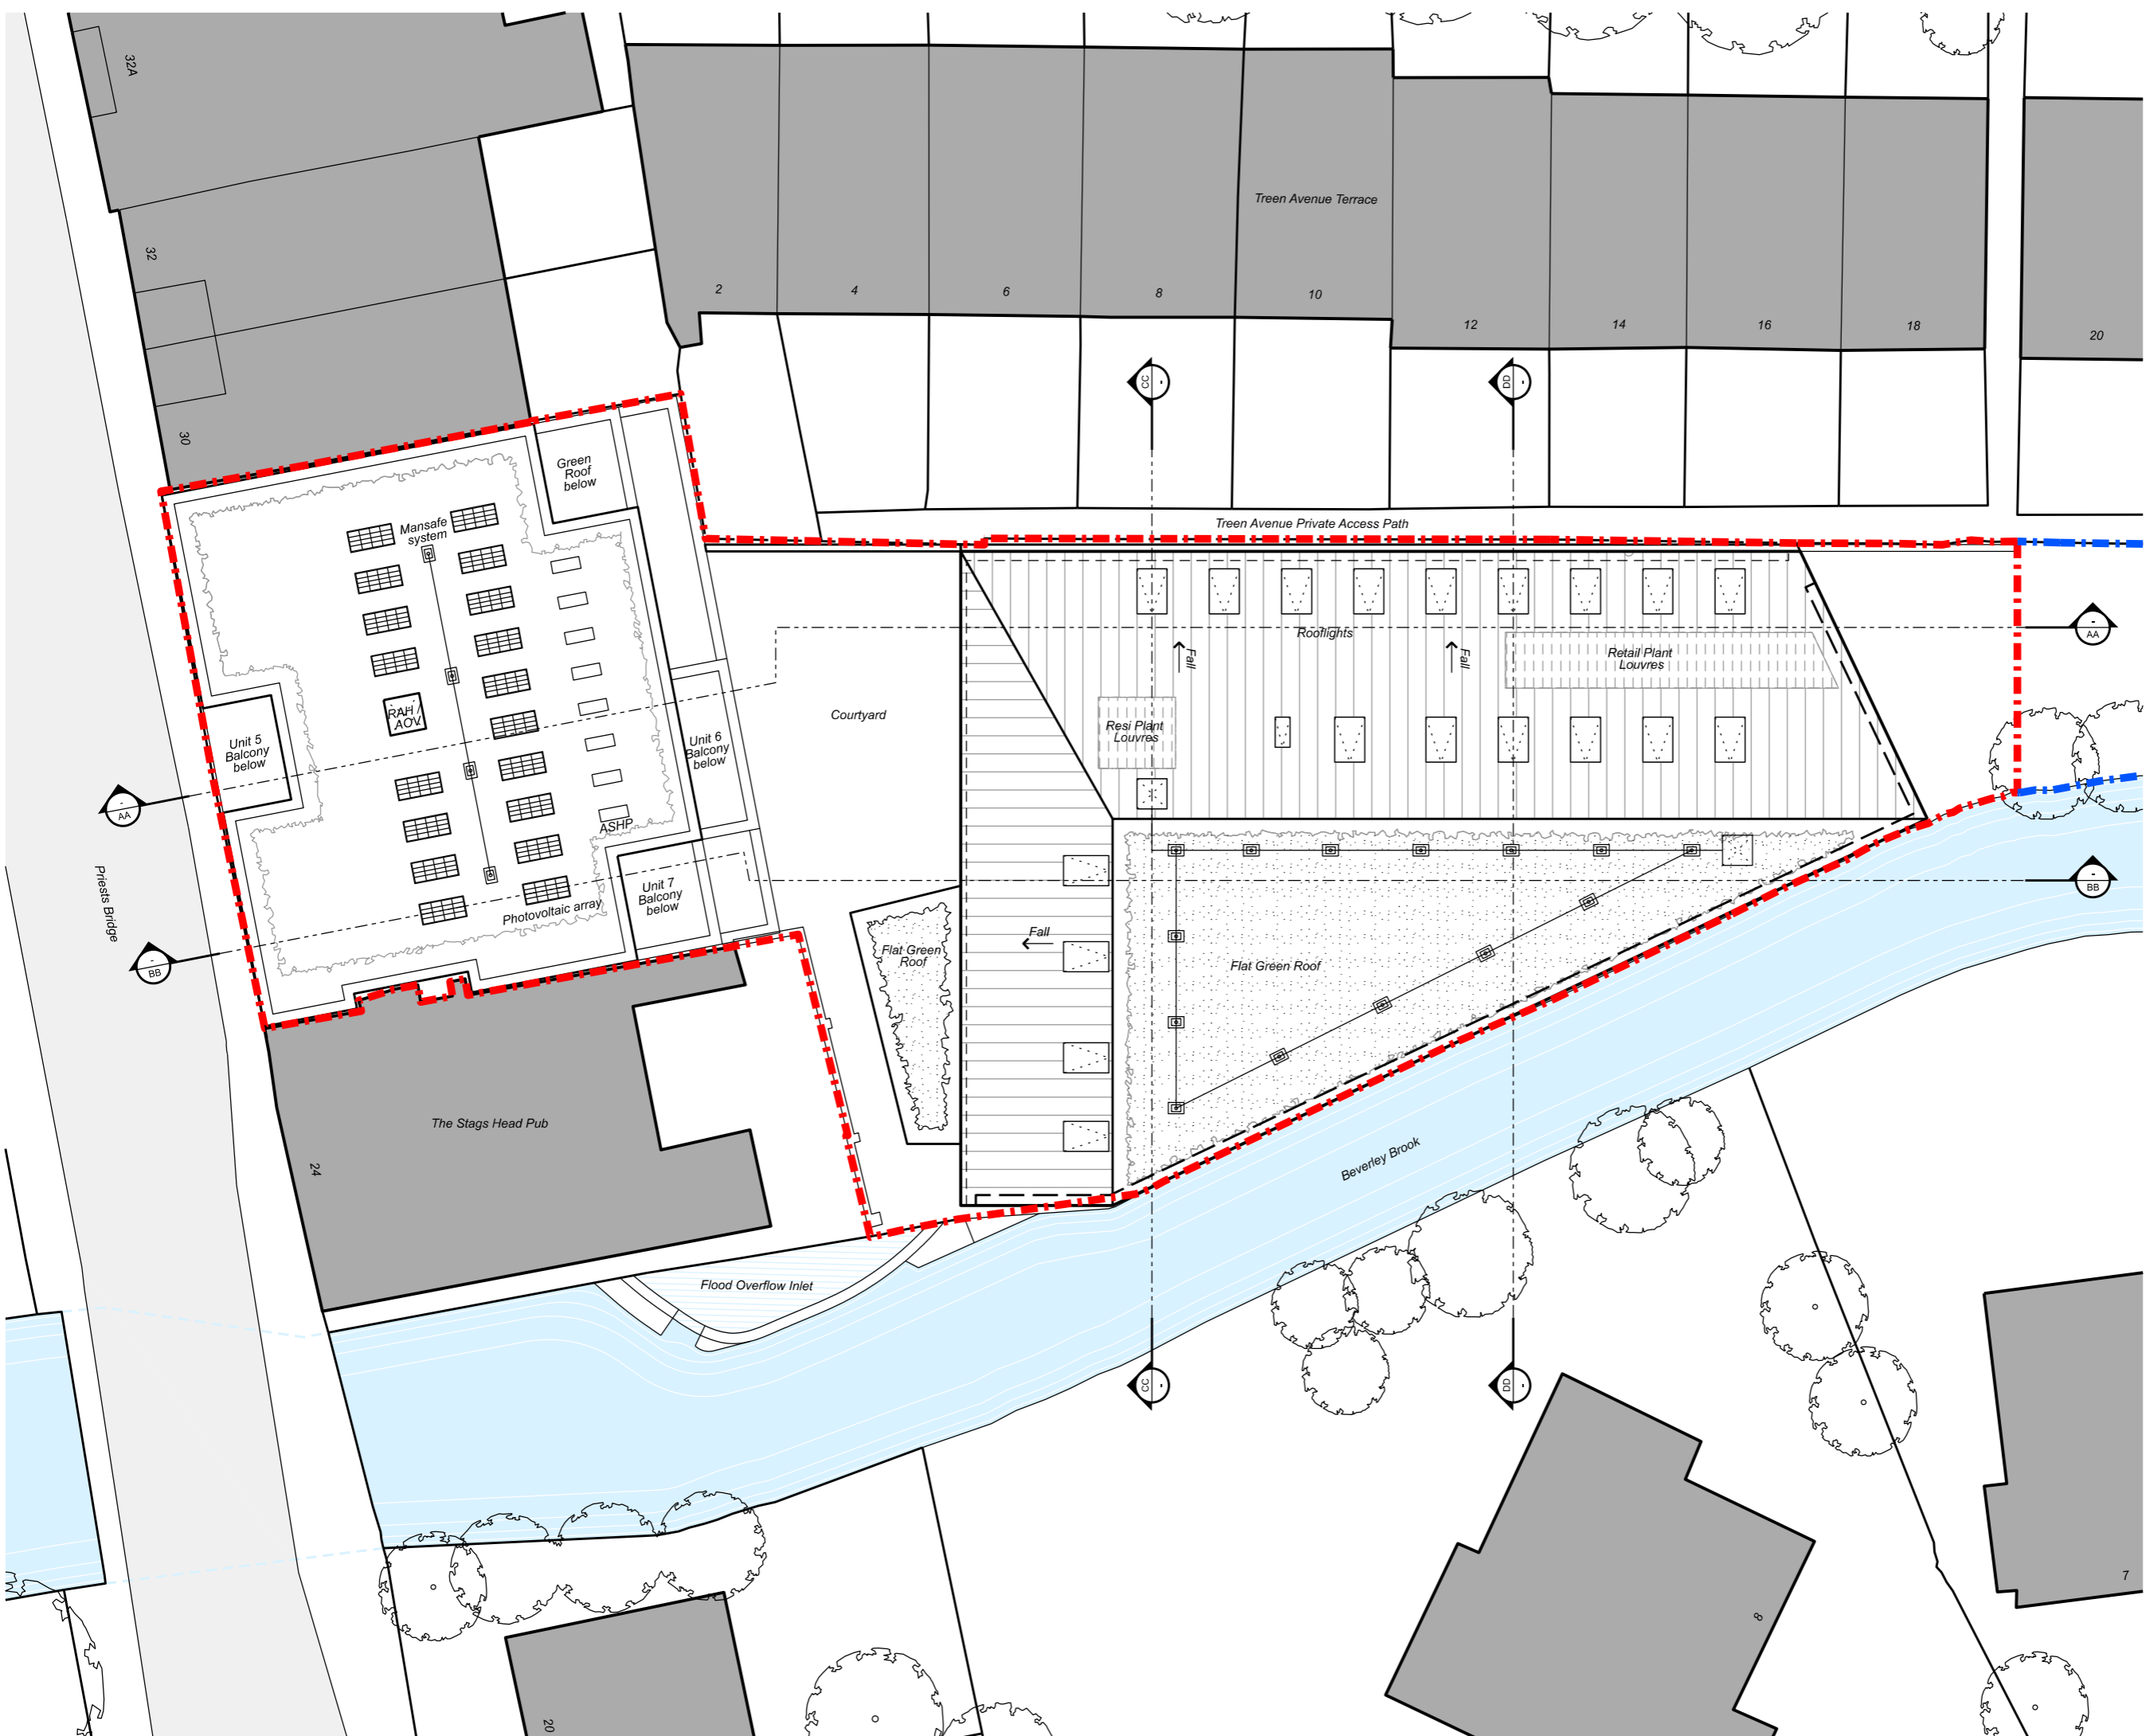 32A
32
30
Treen Avenue Terrace
2
4
6
8
10
12
14
16
18
20
CC
-
DD
-
Treen Avenue Private Access Path
Green
Roof
below
Mansafe
system
RAH /
AOV
Unit 5
Balcony
below
Unit 6
Balcony
below
Unit 7
Balcony
below
ASHP
Photovoltaic array
Courtyard
Rooflights
Fall
Fall
Retail Plant
Louvres
Resi Plant
Louvres
-
AA
-
AA
-
BB
-
BB
Priests Bridge
Fall
Flat Green
Roof
Flat Green Roof
The Stags Head Pub
24
Beverley Brook
Flood Overflow Inlet
CC
-
DD
-
20
8
7